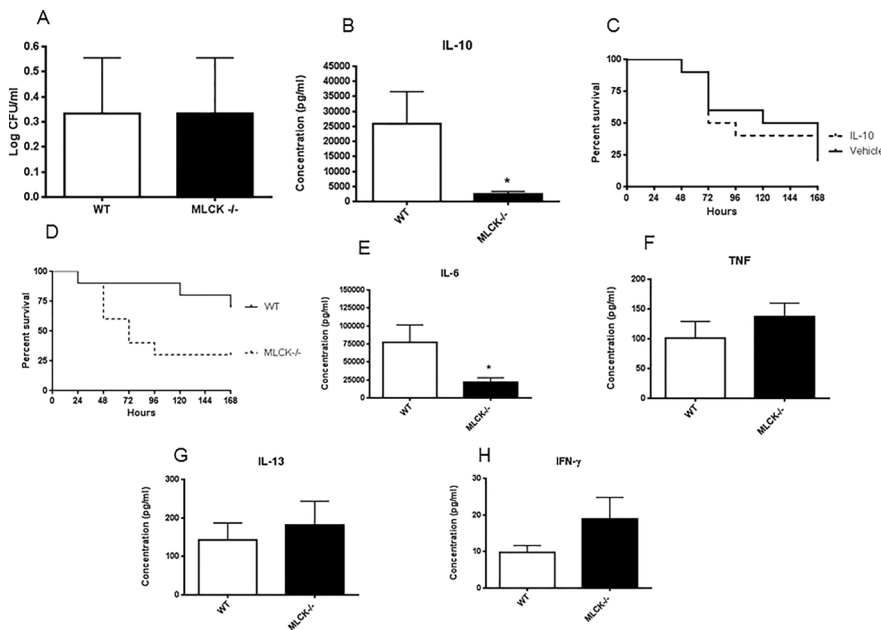 A
Log CFU/ml
0.6
0.5
0.4
0.3
0.2
0.1
0.0
WT
MLCK -/-
B
IL-10
Concentration (pg/ml)
45000
40000
35000
30000
25000
20000
15000
10000
5000
0
*
WT
MLCK-/-
C
Percent survival
100
75
50
25
0
0 24 48 72 96 120 144 168
Hours
IL-10
Vehicle
D
Percent survival
100
75
50
25
0
0 24 48 72 96 120 144 168
Hours
WT
MLCK-/-
E
IL-6
Concentration (pg/ml)
150000
125000
100000
75000
50000
25000
0
*
WT
MLCK-/-
F
TNF
Concentration (pg/ml)
200
150
100
50
0
WT
MLCK-/-
G
IL-13
Concentration (pg/ml)
300
200
100
0
WT
MLCK-/-
H
IFN-γ
Concentration (pg/ml)
30
20
10
0
WT
MLCK-/-